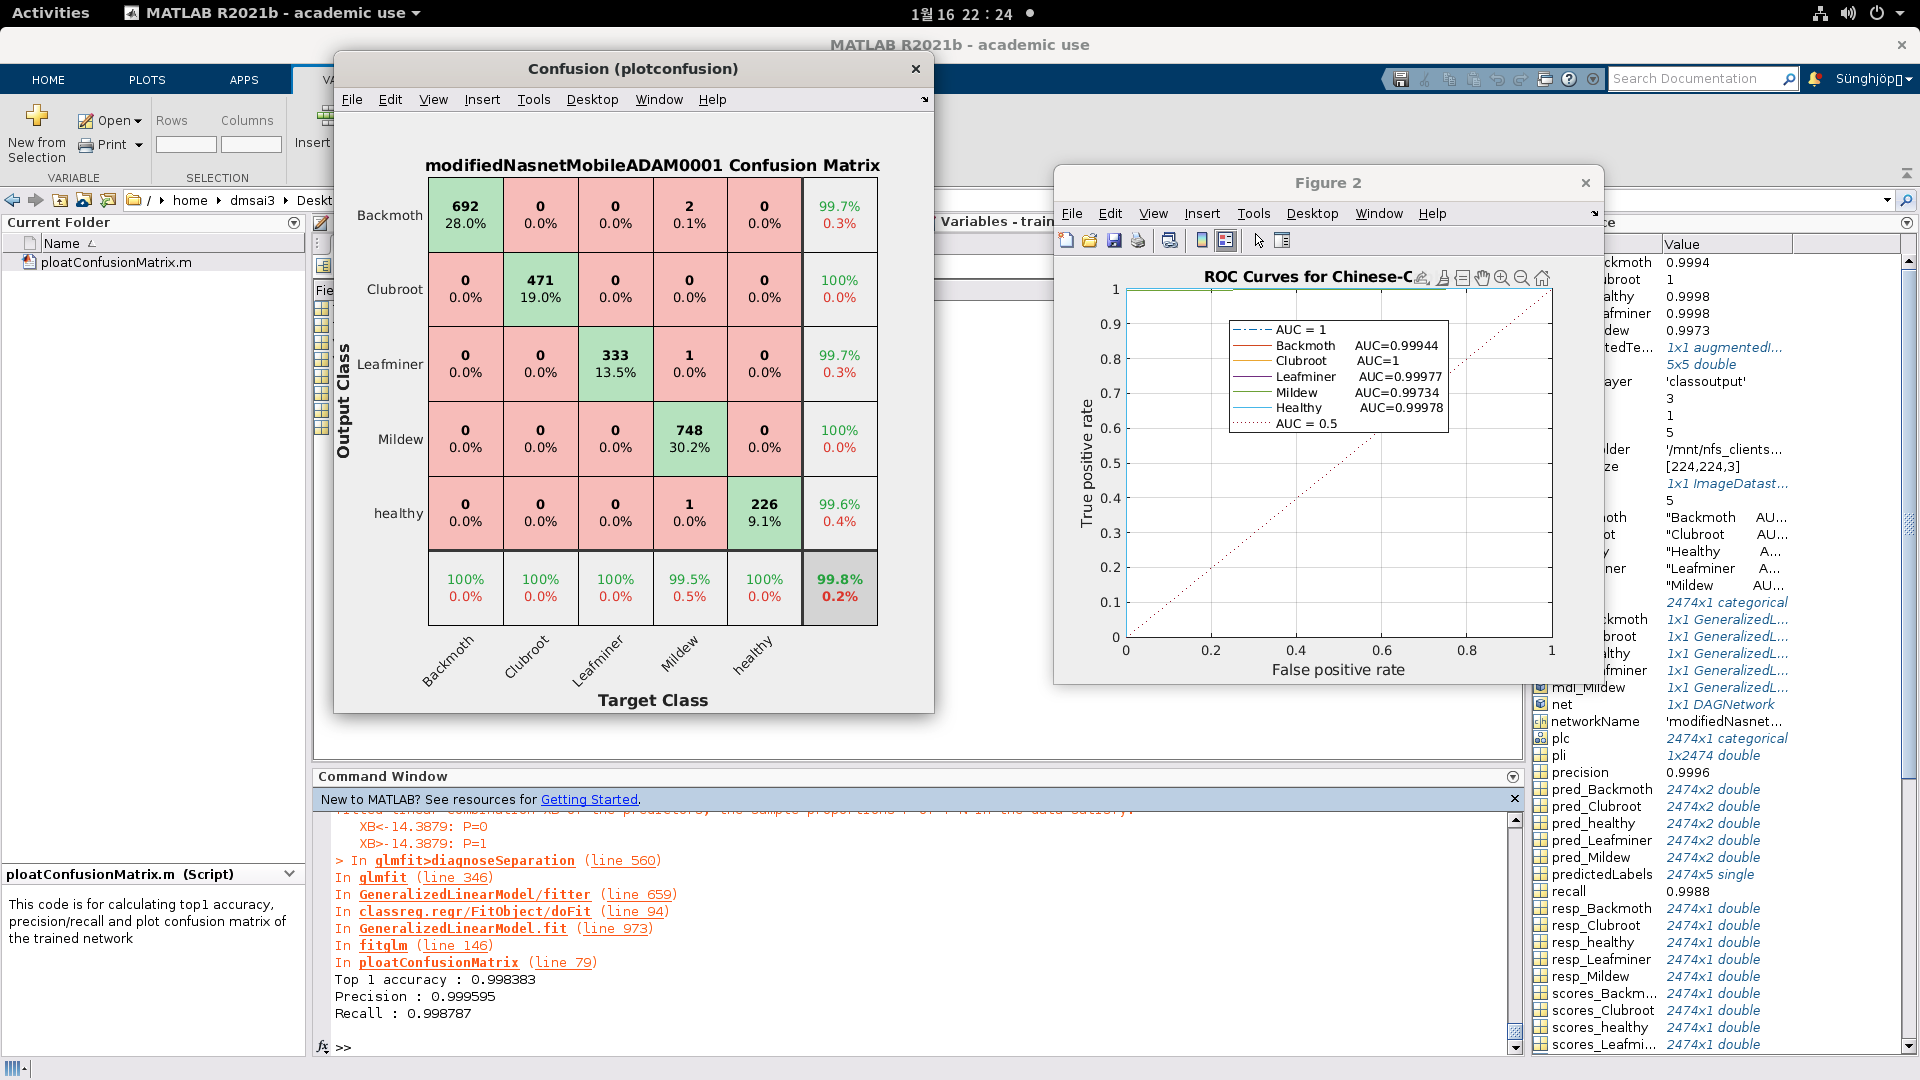 Activities
MATLAB R2021b - academic use
1월 16 22 : 24
MATLAB R2021b - academic use
HOME
PLOTS
APPS
VA
Search Documentation
Sünghjöp
New from
Selection
Open
Print
Rows
Columns
Insert
VARIABLE
SELECTION
/ home dmsai3 Deskt
Current Folder
Name
ploatConfusionMatrix.m
ploatConfusionMatrix.m (Script)
This code is for calculating top1 accuracy,
precision/recall and plot confusion matrix of
the trained network
Variables - train
Fie
Confusion (plotconfusion)
File Edit View Insert Tools Desktop Window Help
modifiedNasnetMobileADAM0001 Confusion Matrix
Output Class
Backmoth 692 0 0 2 0 99.7%
28.0% 0.0% 0.0% 0.1% 0.0% 0.3%
Clubroot 0 471 0 0 0 100%
0.0% 19.0% 0.0% 0.0% 0.0% 0.0%
Leafminer 0 0 333 1 0 99.7%
0.0% 0.0% 13.5% 0.0% 0.0% 0.3%
Mildew 0 0 0 748 0 100%
0.0% 0.0% 0.0% 30.2% 0.0% 0.0%
healthy 0 0 0 1 226 99.6%
0.0% 0.0% 0.0% 0.0% 9.1% 0.4%
100% 100% 100% 99.5% 100% 99.8%
0.0% 0.0% 0.0% 0.5% 0.0% 0.2%
Backmoth Clubroot Leafminer Mildew healthy
Target Class
Figure 2
File Edit View Insert Tools Desktop Window Help
ROC Curves for Chinese-C
True positive rate
1
0.9
0.8
0.7
0.6
0.5
0.4
0.3
0.2
0.1
0
AUC = 1
Backmoth AUC=0.99944
Clubroot AUC=1
Leafminer AUC=0.99977
Mildew AUC=0.99734
Healthy AUC=0.99978
AUC = 0.5
0 0.2 0.4 0.6 0.8 1
False positive rate
Command Window
New to MATLAB? See resources for Getting Started.
XB<-14.3879: P=0
XB>-14.3879: P=1
> In glmfit>diagnoseSeparation (line 560)
In glmfit (line 346)
In GeneralizedLinearModel/fitter (line 659)
In classreg.regr/FitObject/doFit (line 94)
In GeneralizedLinearModel.fit (line 973)
In fitglm (line 146)
In ploatConfusionMatrix (line 79)
Top 1 accuracy : 0.998383
Precision : 0.999595
Recall : 0.998787
fx >>
ce
Value
ckmoth 0.9994
ubroot 1
althy 0.9998
afminer 0.9998
ldew 0.9973
tedTe... 1x1 augmentedI...
5x5 double
ayer 'classoutput'
3
1
5
lder '/mnt/nfs_clients...
ze [224,224,3]
1x1 ImageDatast...
5
oth "Backmoth AU...
oot "Clubroot AU...
y "Healthy A...
iner "Leafminer A...
"Mildew AU...
2474x1 categorical
ckmoth 1x1 GeneralizedL...
broot 1x1 GeneralizedL...
althy 1x1 GeneralizedL...
afminer 1x1 GeneralizedL...
mdl_Mildew 1x1 GeneralizedL...
net 1x1 DAGNetwork
networkName 'modifiedNasnet...
plc 2474x1 categorical
pli 1x2474 double
precision 0.9996
pred_Backmoth 2474x2 double
pred_Clubroot 2474x2 double
pred_healthy 2474x2 double
pred_Leafminer 2474x2 double
pred_Mildew 2474x2 double
predictedLabels 2474x5 single
recall 0.9988
resp_Backmoth 2474x1 double
resp_Clubroot 2474x1 double
resp_healthy 2474x1 double
resp_Leafminer 2474x1 double
resp_Mildew 2474x1 double
scores_Backm... 2474x1 double
scores_Clubroot 2474x1 double
scores_healthy 2474x1 double
scores_Leafmi... 2474x1 double